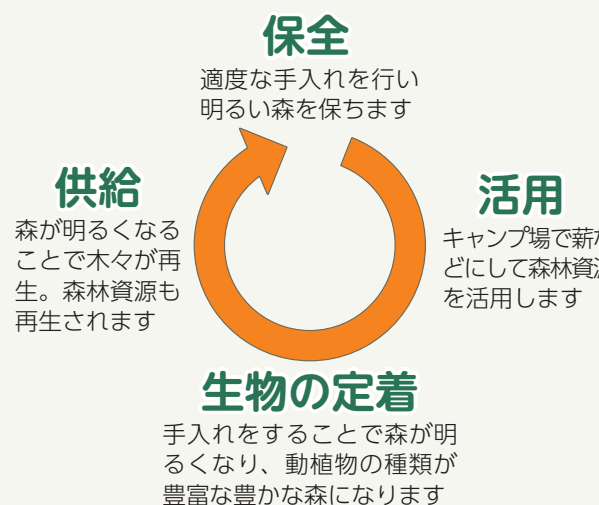 保全
適度な手入れを行い
明るい森を保ちます
活用
キャンプ場で薪な
どにして森林資源
を活用します
生物の定着
手入れをすることで森が明
るくなり、動植物の種類が
豊富な豊かな森になります
供給
森が明るくなる
ことで木々が再
生。森林資源も
再生されます